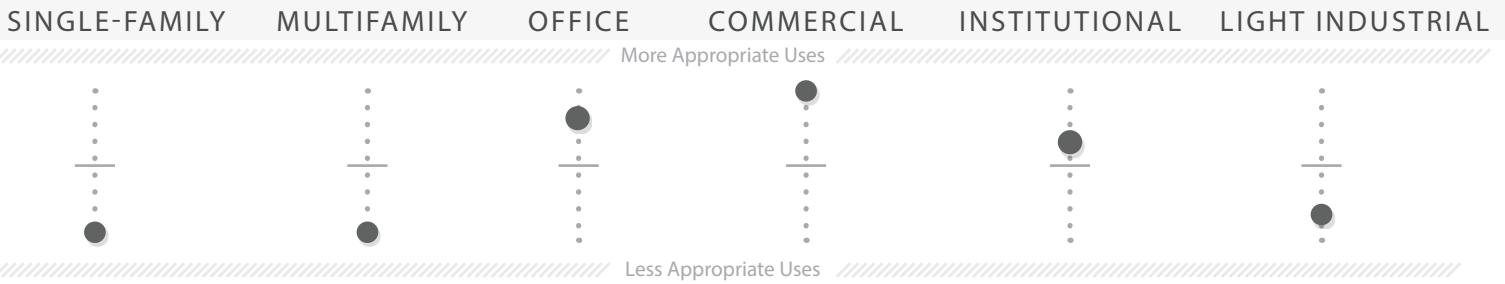 SINGLE-FAMILY MULTIFAMILY OFFICE COMMERCIAL INSTITUTIONAL LIGHT INDUSTRIAL
More Appropriate Uses
Less Appropriate Uses